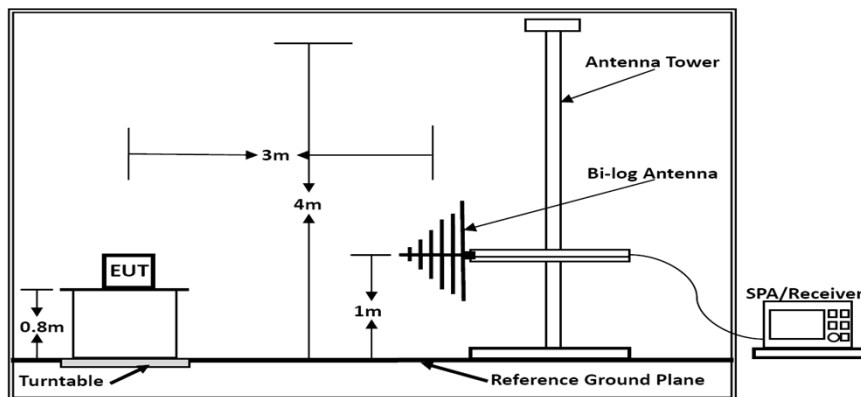 Antenna Tower
3m
Bi-log Antenna
4m
EUT
SPA/Receiver
0.8m
1m
Turntable
Reference Ground Plane